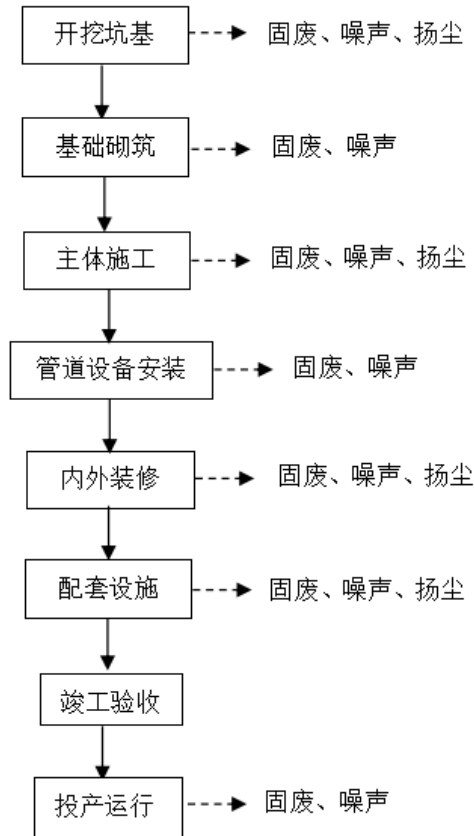 开挖坑基 固废、噪声、扬尘
基础砌筑 固废、噪声
主体施工 固废、噪声、扬尘
管道设备安装 固废、噪声
内外装修 固废、噪声、扬尘
配套设施 固废、噪声、扬尘
竣工验收
投产运行 固废、噪声